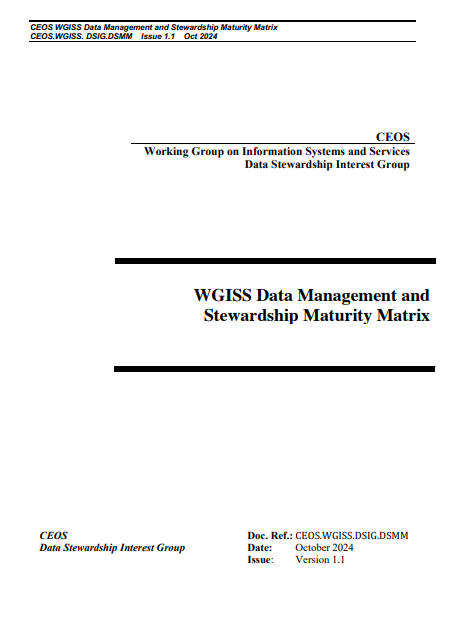 CEOS WGISS Data Management and Stewardship Maturity Matrix
CEOS.WGISS. DSIG.DSMM Issue 1.1 Oct 2024
CEOS
Working Group on Information Systems and Services
Data Stewardship Interest Group
WGISS Data Management and
Stewardship Maturity Matrix
CEOS
Data Stewardship Interest Group
Doc. Ref.: CEOS.WGISS.DSIG.DSMM
Date: October 2024
Issue: Version 1.1